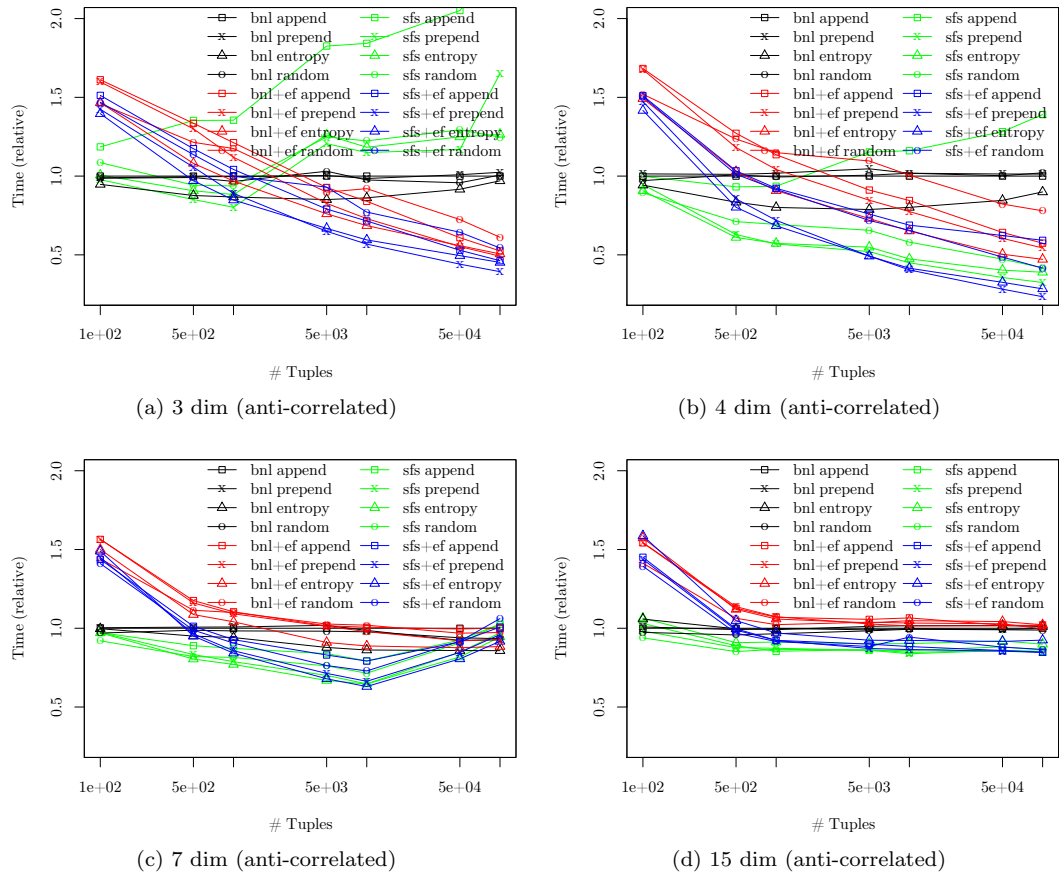 2.0
1.5
1.0
0.5
Time (relative)
bnl append
bnl prepend
bnl entropy
bnl random
bnl+ef append
bnl+ef prepend
bnl+ef entropy
bnl+ef random
sfs append
sfs prepend
sfs entropy
sfs random
sfs+ef append
sfs+ef prepend
sfs+ef entropy
sfs+ef random
1e+02
5e+02
5e+03
5e+04
# Tuples
(a) 3 dim (anti-correlated)
2.0
1.5
1.0
0.5
Time (relative)
bnl append
bnl prepend
bnl entropy
bnl random
bnl+ef append
bnl+ef prepend
bnl+ef entropy
bnl+ef random
sfs append
sfs prepend
sfs entropy
sfs random
sfs+ef append
sfs+ef prepend
sfs+ef entropy
sfs+ef random
1e+02
5e+02
5e+03
5e+04
# Tuples
(b) 4 dim (anti-correlated)
2.0
1.5
1.0
0.5
Time (relative)
bnl append
bnl prepend
bnl entropy
bnl random
bnl+ef append
bnl+ef prepend
bnl+ef entropy
bnl+ef random
sfs append
sfs prepend
sfs entropy
sfs random
sfs+ef append
sfs+ef prepend
sfs+ef entropy
sfs+ef random
1e+02
5e+02
5e+03
5e+04
# Tuples
(c) 7 dim (anti-correlated)
2.0
1.5
1.0
0.5
Time (relative)
bnl append
bnl prepend
bnl entropy
bnl random
bnl+ef append
bnl+ef prepend
bnl+ef entropy
bnl+ef random
sfs append
sfs prepend
sfs entropy
sfs random
sfs+ef append
sfs+ef prepend
sfs+ef entropy
sfs+ef random
1e+02
5e+02
5e+03
5e+04
# Tuples
(d) 15 dim (anti-correlated)